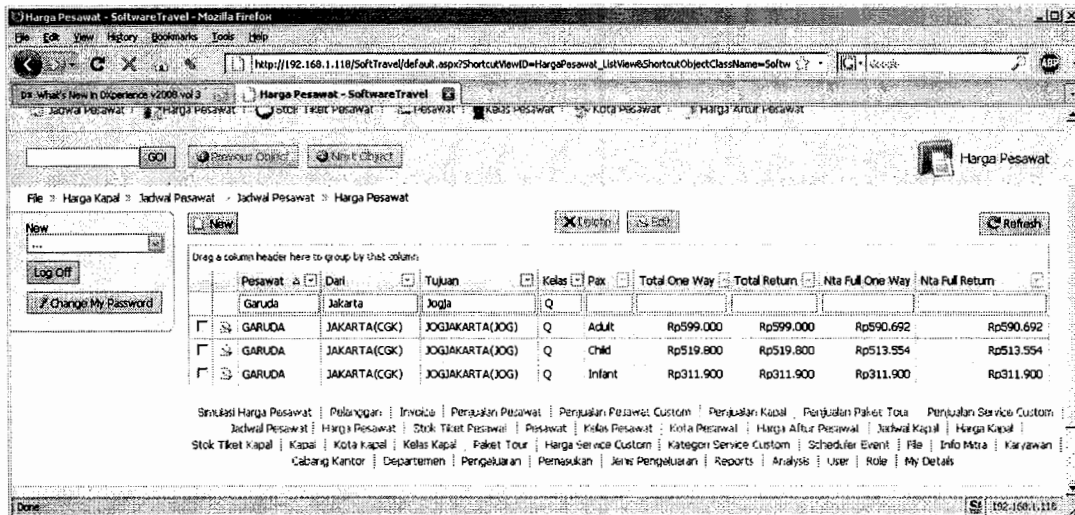 Harga Pesawat - SoftwareTravel - Mozilla Firefox
File Edit View History Bookmarks Tools Help
http://192.168.1.118/SoftTravel/default.aspx?ShortcutViewID=HargaPesawat_ListView&ShortcutObjectClassName=Softw
Google
ABP
DX What's New in DXperience v2008 vol 3
Harga Pesawat - SoftwareTravel
Jadwal Pesawat Harga Pesawat Stok Tiket Pesawat Pesawat Kelas Pesawat Kota Pesawat Harga Artur Pesawat
GO! Previous Object Next Object Harga Pesawat
File » Harga Kapal » Jadwal Pesawat » Jadwal Pesawat » Harga Pesawat
New
...
Log Off
Change My Password
New Delete Edit Refresh
Drag a column header here to group by that column
Pesawat Dari Tujuan Kelas Pax Total One Way Total Return Nta Full One Way Nta Full Return
Garuda Jakarta Jogja Q
GARUDA JAKARTA(CGK) JOGJAKARTA(JOG) Q Adult Rp599.000 Rp599.000 Rp590.692 Rp590.692
GARUDA JAKARTA(CGK) JOGJAKARTA(JOG) Q Child Rp519.800 Rp519.800 Rp513.554 Rp513.554
GARUDA JAKARTA(CGK) JOGJAKARTA(JOG) Q Infant Rp311.900 Rp311.900 Rp311.900 Rp311.900
Simulasi Harga Pesawat | Pelanggan | Invoice | Penjualan Pesawat | Penjualan Pesawat Custom | Penjualan Kapal | Penjualan Paket Tour | Penjualan Service Custom |
Jadwal Pesawat | Harga Pesawat | Stok Tiket Pesawat | Pesawat | Kelas Pesawat | Kota Pesawat | Harga Aftur Pesawat | Jadwal Kapal | Harga Kapal |
Stok Tiket Kapal | Kapal | Kota Kapal | Kelas Kapal | Paket Tour | Harga Service Custom | Kategori Service Custom | Scheduler Event | File | Info Mitra | Karyawan |
Cabang Kantor | Departemen | Pengeluaran | Pemasukan | Jenis Pengeluaran | Reports | Analysis | User | Role | My Details
Done
192.168.1.118